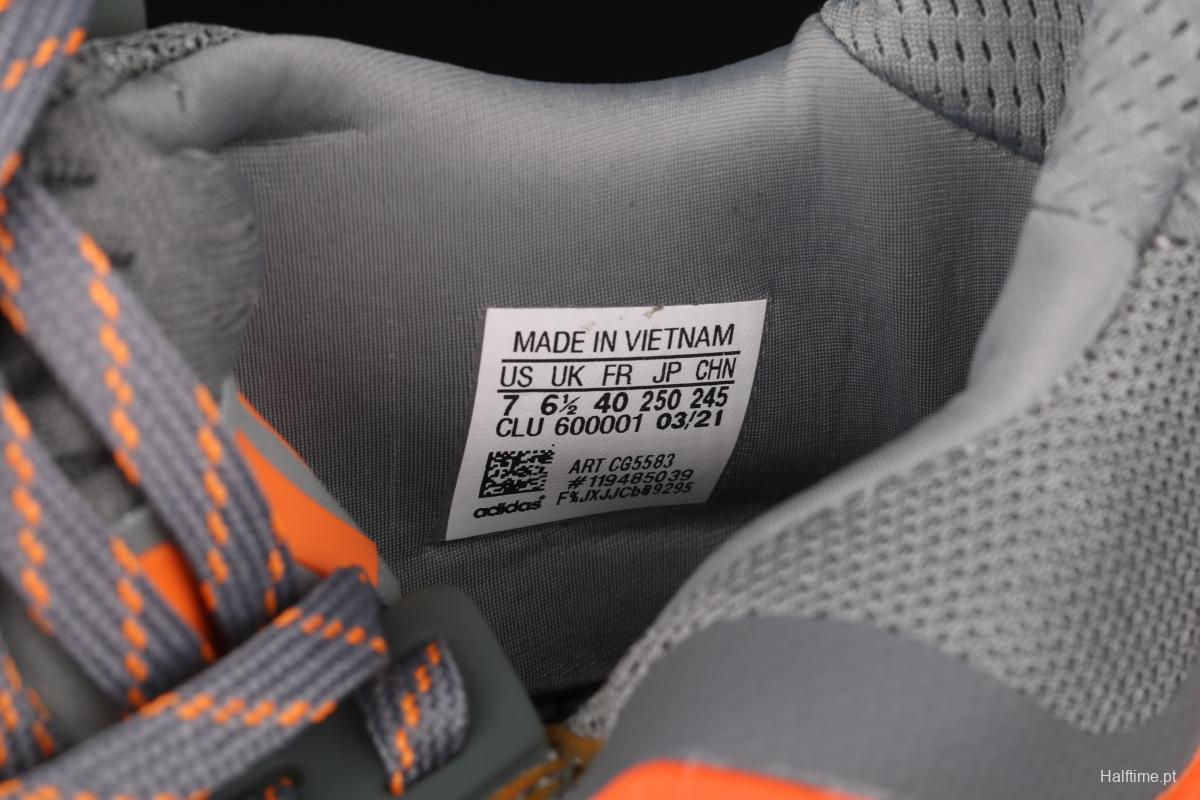 MADE IN VIETNAM
US UK FR JP CHN
7 6½ 40 250 245
CLU 600001 03/21
ART CG5583
#119485039
F%JXJJCb89295
adidas
Halftime.pt